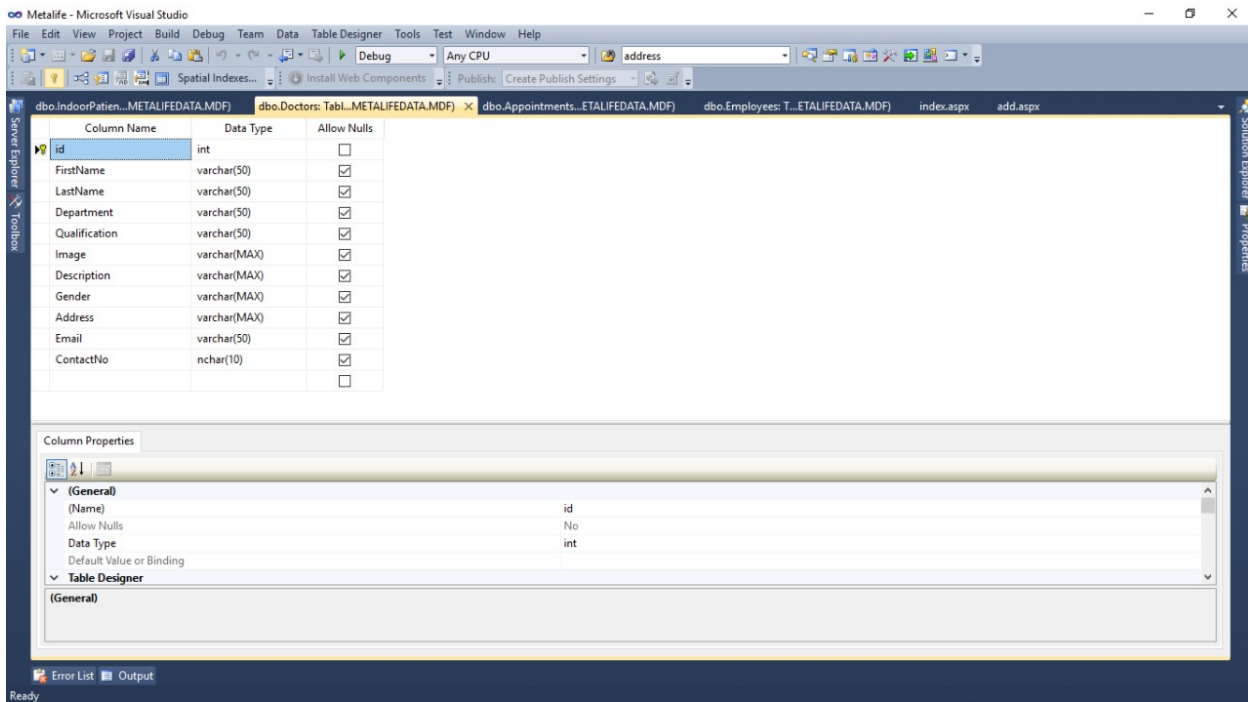 Metalife - Microsoft Visual Studio
File Edit View Project Build Debug Team Data Table Designer Tools Test Window Help
Debug Any CPU address
Spatial Indexes... Install Web Components Publish: Create Publish Settings
dbo.IndoorPatien...METALIFEDATA.MDF) dbo.Doctors: Tabl...METALIFEDATA.MDF) dbo.Appointments...ETALIFEDATA.MDF) dbo.Employees: T...ETALIFEDATA.MDF) index.aspx add.aspx
Server Explorer
Toolbox
Column Name Data Type Allow Nulls
id int
FirstName varchar(50)
LastName varchar(50)
Department varchar(50)
Qualification varchar(50)
Image varchar(MAX)
Description varchar(MAX)
Gender varchar(MAX)
Address varchar(MAX)
Email varchar(50)
ContactNo nchar(10)
Solution Explorer
Properties
Column Properties
(General)
(Name) id
Allow Nulls No
Data Type int
Default Value or Binding
Table Designer
(General)
Error List Output
Ready